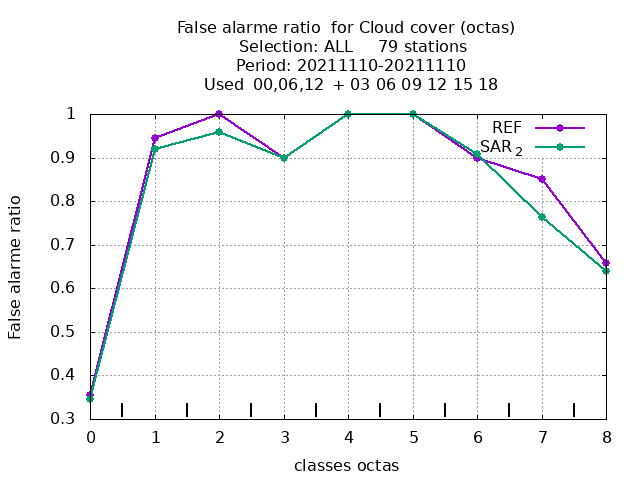 False alarme ratio  for Cloud cover (octas)
Selection: ALL     79 stations
Period: 20211110-20211110
Used  00,06,12  + 03 06 09 12 15 18
REF
SAR 2
1
0.9
0.8
0.7
0.6
0.5
0.4
0.3
False alarme ratio
0 1 2 3 4 5 6 7 8
classes octas